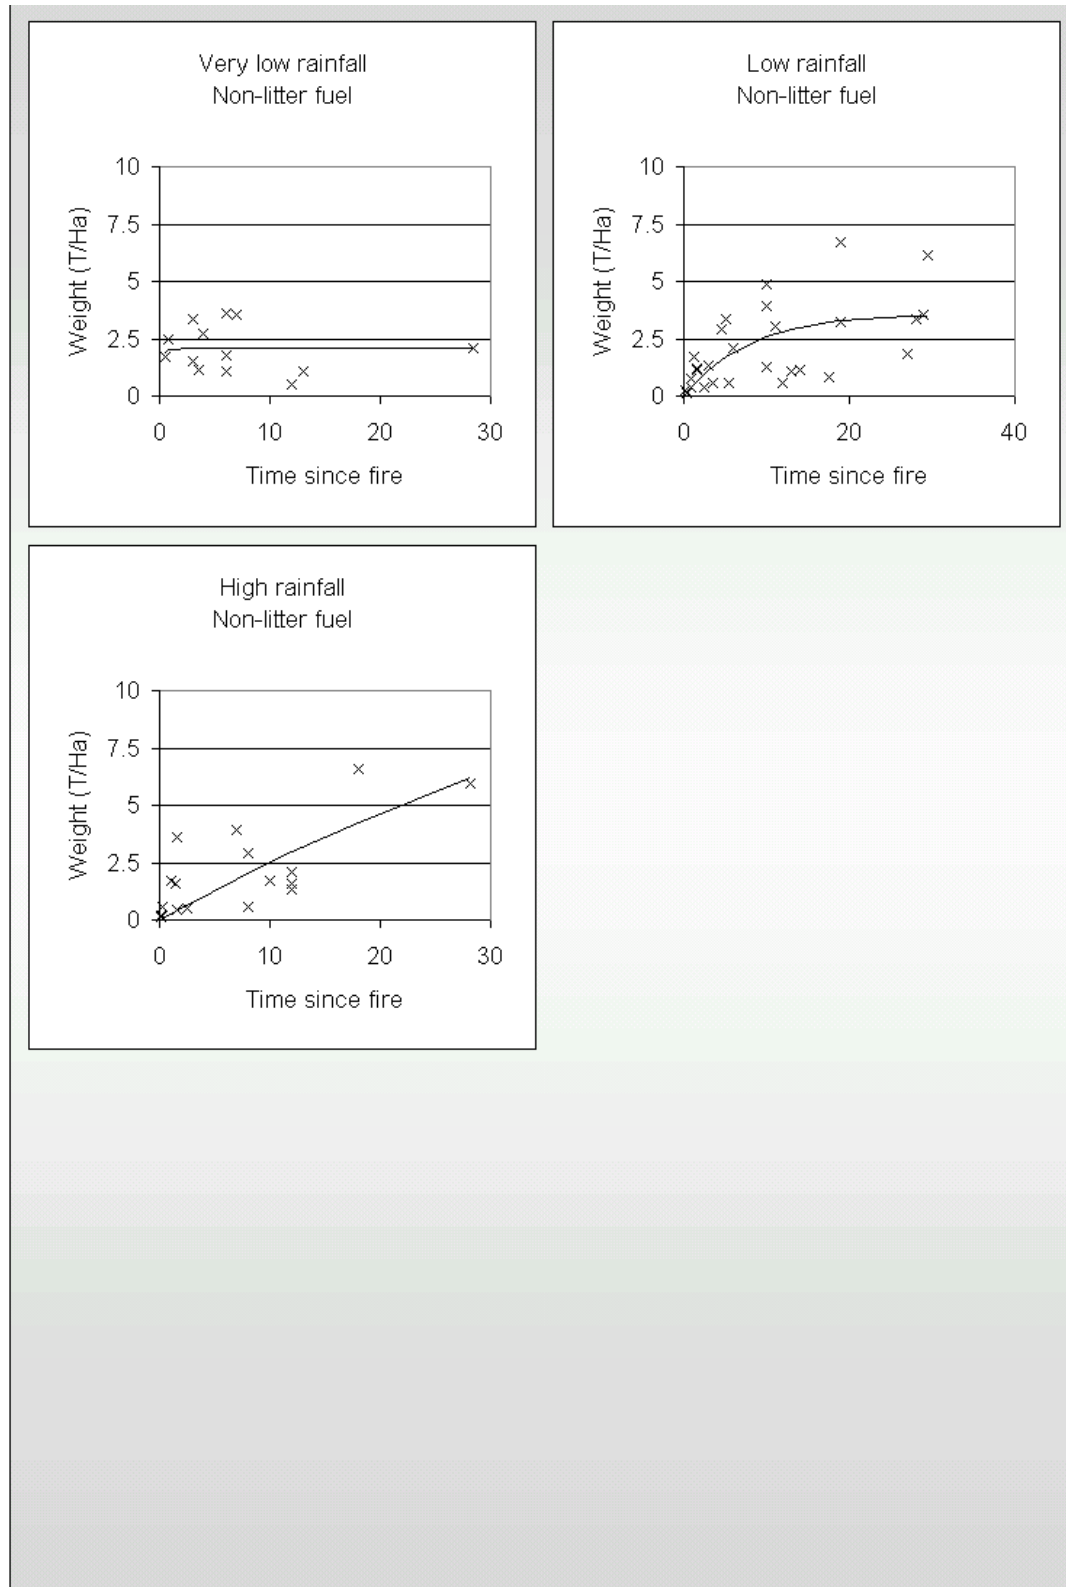 Very low rainfall
Non-litter fuel
10
7.5
5
2.5
0
Weight (T/Ha)
0 10 20 30
Time since fire
Low rainfall
Non-litter fuel
10
7.5
5
2.5
0
Weight (T/Ha)
0 20 40
Time since fire
High rainfall
Non-litter fuel
10
7.5
5
2.5
0
Weight (T/Ha)
0 10 20 30
Time since fire